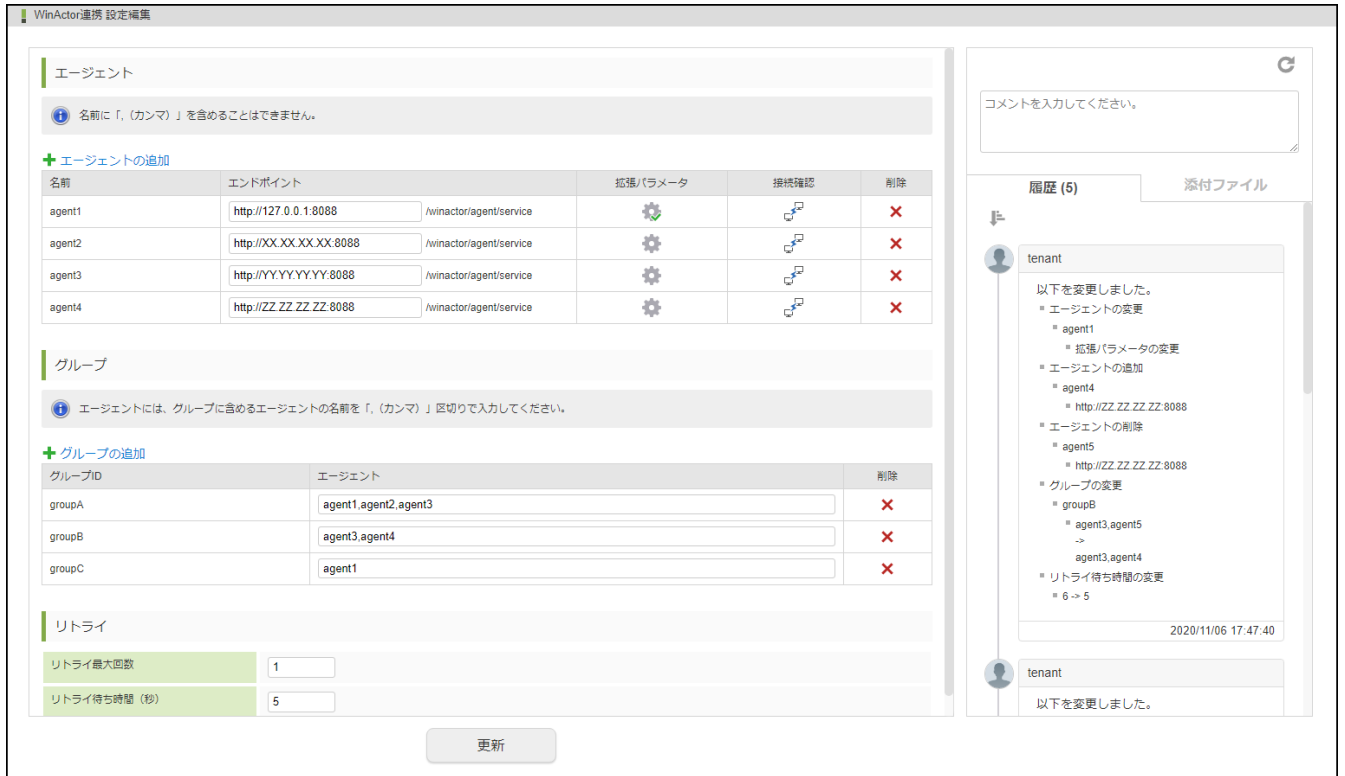 WinActor連携 設定編集
エージェント
名前に「,（カンマ）」を含めることはできません。
エージェントの追加
名前 エンドポイント 拡張パラメータ 接続確認 削除
agent1 http://127.0.0.1:8088 /winactor/agent/service
agent2 http://XX.XX.XX.XX:8088 /winactor/agent/service
agent3 http://YY.YY.YY.YY:8088 /winactor/agent/service
agent4 http://ZZ.ZZ.ZZ.ZZ:8088 /winactor/agent/service
グループ
エージェントには、グループに含めるエージェントの名前を「,（カンマ）」区切りで入力してください。
グループの追加
グループID エージェント 削除
groupA agent1,agent2,agent3
groupB agent3,agent4
groupC agent1
リトライ
リトライ最大回数 1
リトライ待ち時間（秒） 5
更新
コメントを入力してください。
履歴 (5) 添付ファイル
tenant
以下を変更しました。
エージェントの変更
agent1
拡張パラメータの変更
エージェントの追加
agent4
http://ZZ.ZZ.ZZ.ZZ:8088
エージェントの削除
agent5
http://ZZ.ZZ.ZZ.ZZ:8088
グループの変更
groupB
agent3,agent5
->
agent3,agent4
リトライ待ち時間の変更
6 -> 5
2020/11/06 17:47:40
tenant
以下を変更しました。